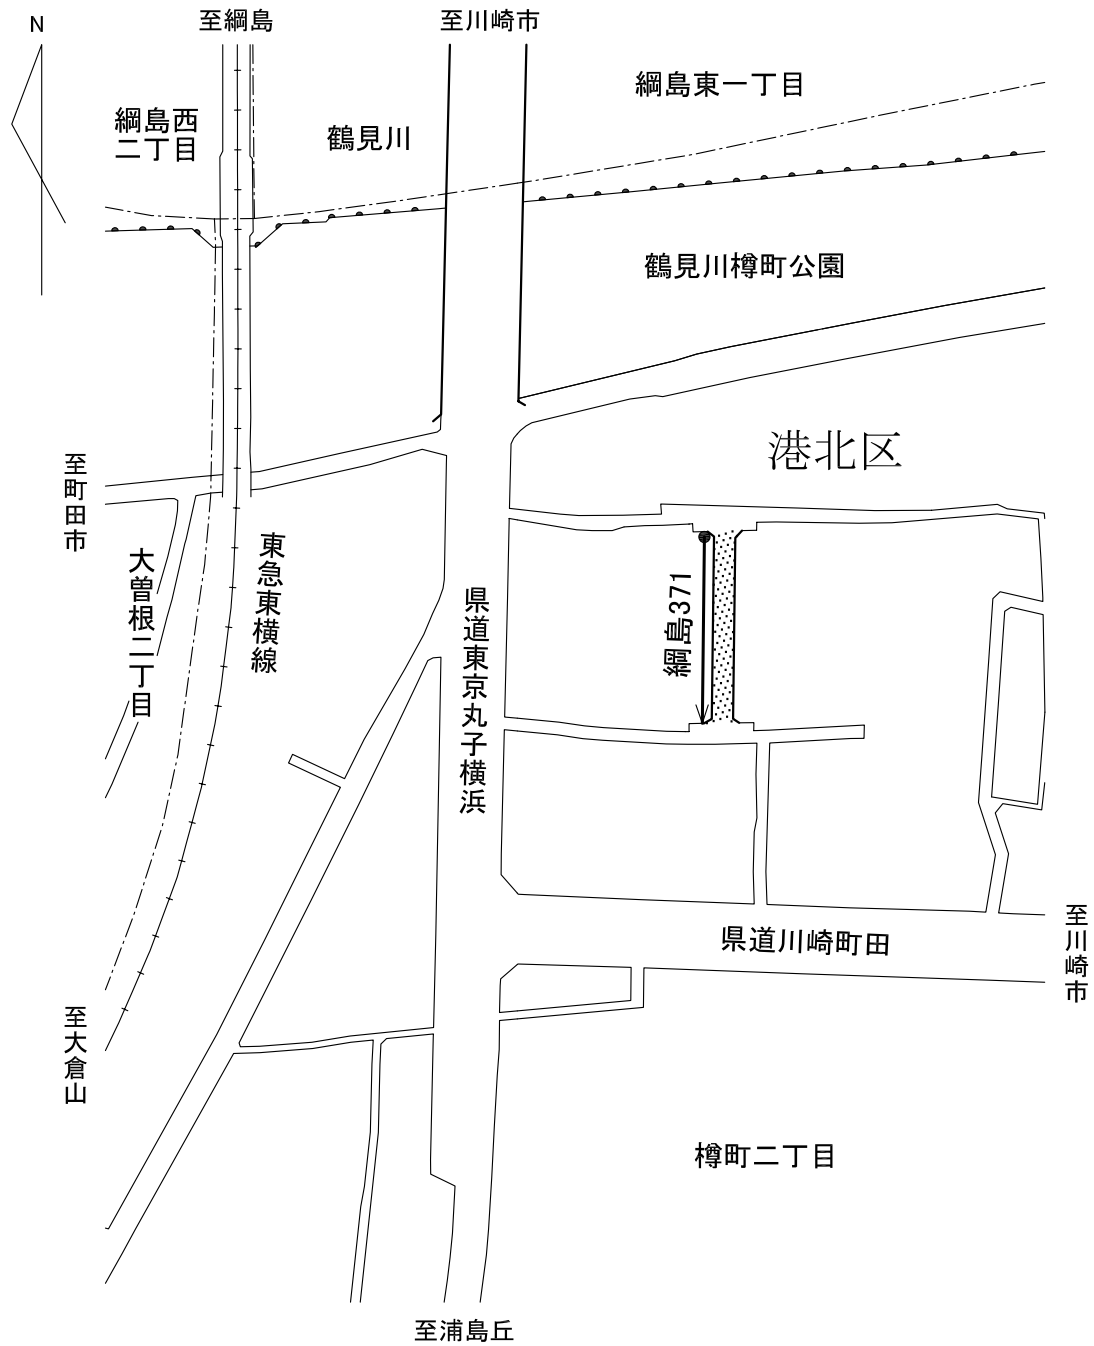 N
至綱島
至川崎市
綱島東一丁目
綱島西
二丁目
鶴見川
鶴見川樽町公園
港北区
至町田市
大曽根二丁目
東急東横線
県道東京丸子横浜
綱島371
県道川崎町田
至川崎市
至大倉山
樽町二丁目
至浦島丘